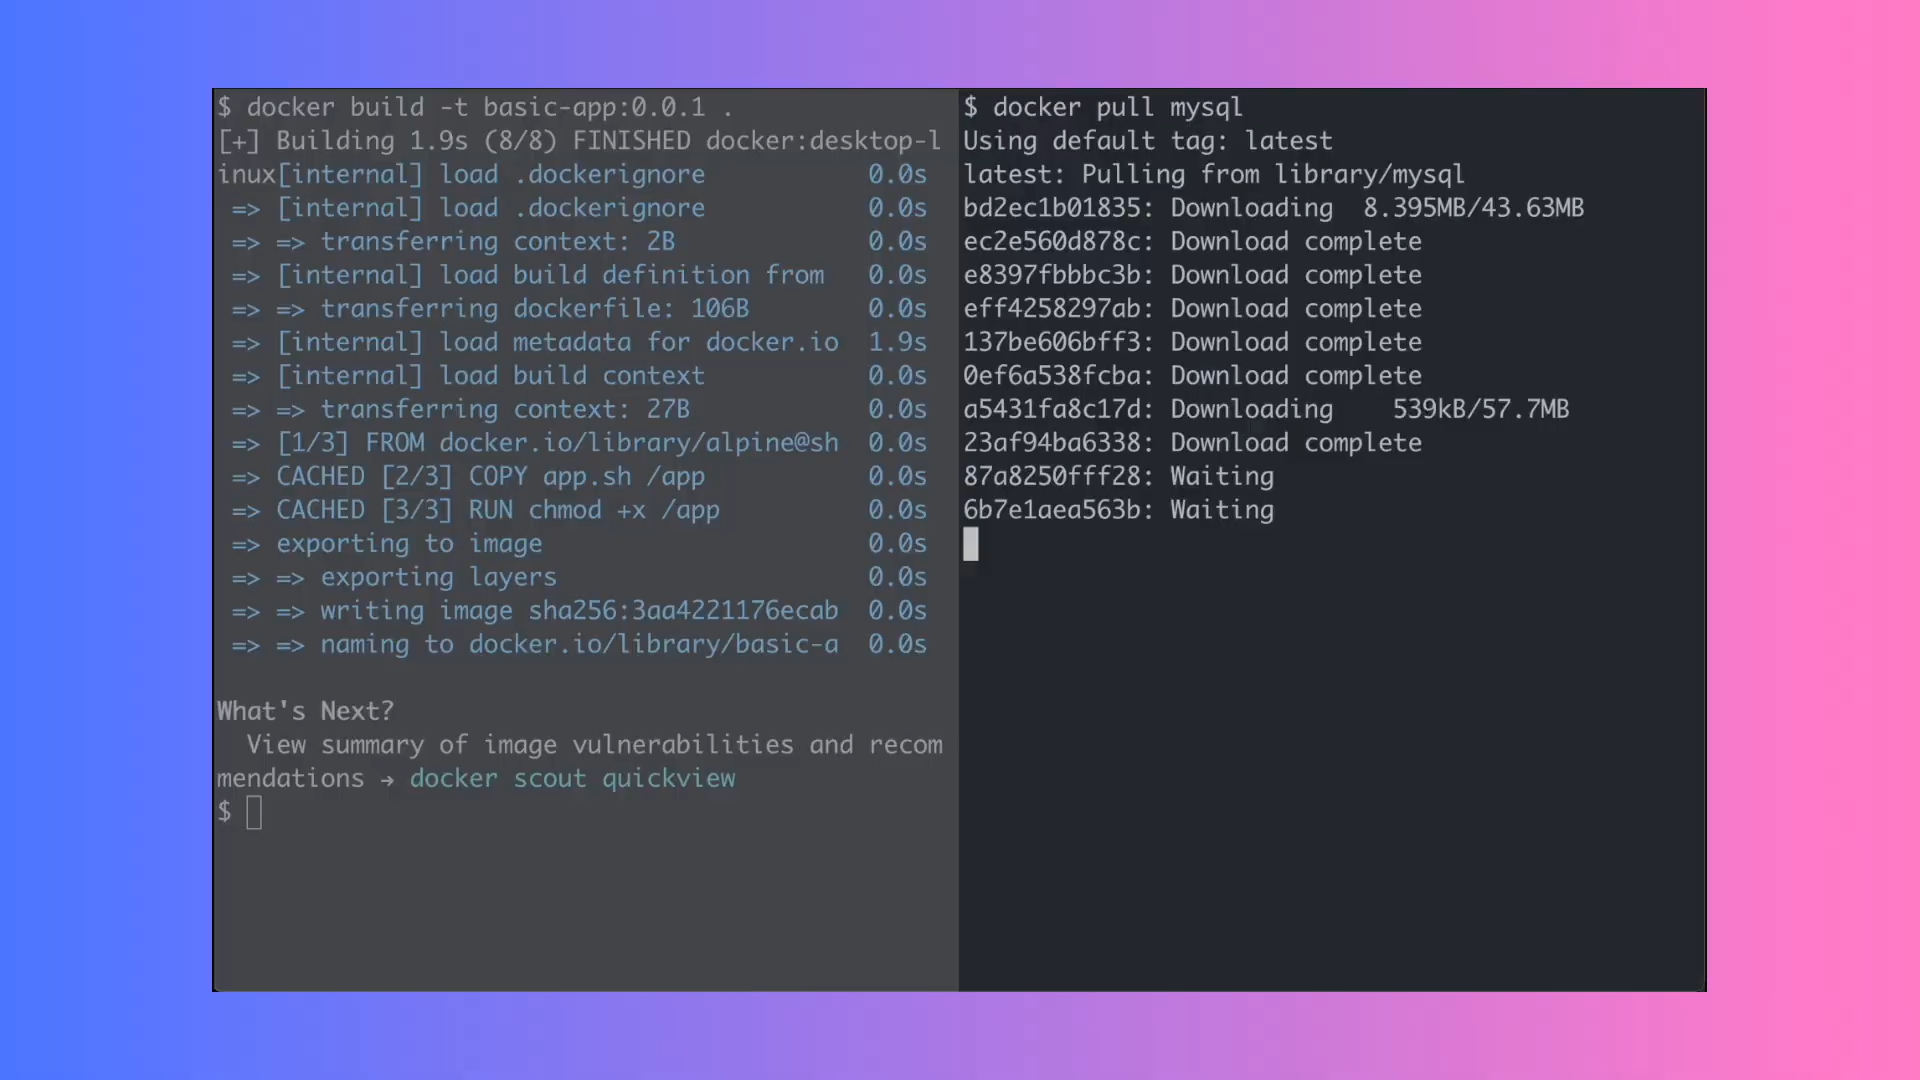 $ docker build -t basic-app:0.0.1 .
[+] Building 1.9s (8/8) FINISHED docker:desktop-l
inux[internal] load .dockerignore 0.0s
=> [internal] load .dockerignore 0.0s
=> => transferring context: 2B 0.0s
=> [internal] load build definition from 0.0s
=> => transferring dockerfile: 106B 0.0s
=> [internal] load metadata for docker.io 1.9s
=> [internal] load build context 0.0s
=> => transferring context: 27B 0.0s
=> [1/3] FROM docker.io/library/alpine@sh 0.0s
=> CACHED [2/3] COPY app.sh /app 0.0s
=> CACHED [3/3] RUN chmod +x /app 0.0s
=> exporting to image 0.0s
=> => exporting layers 0.0s
=> => writing image sha256:3aa4221176ecab 0.0s
=> => naming to docker.io/library/basic-a 0.0s
What's Next?
View summary of image vulnerabilities and recom
mendations → docker scout quickview
$
$ docker pull mysql
Using default tag: latest
latest: Pulling from library/mysql
bd2ec1b01835: Downloading 8.395MB/43.63MB
ec2e560d878c: Download complete
e8397fbbbc3b: Download complete
eff4258297ab: Download complete
137be606bff3: Download complete
0ef6a538fcba: Download complete
a5431fa8c17d: Downloading 539kB/57.7MB
23af94ba6338: Download complete
87a8250fff28: Waiting
6b7e1aea563b: Waiting